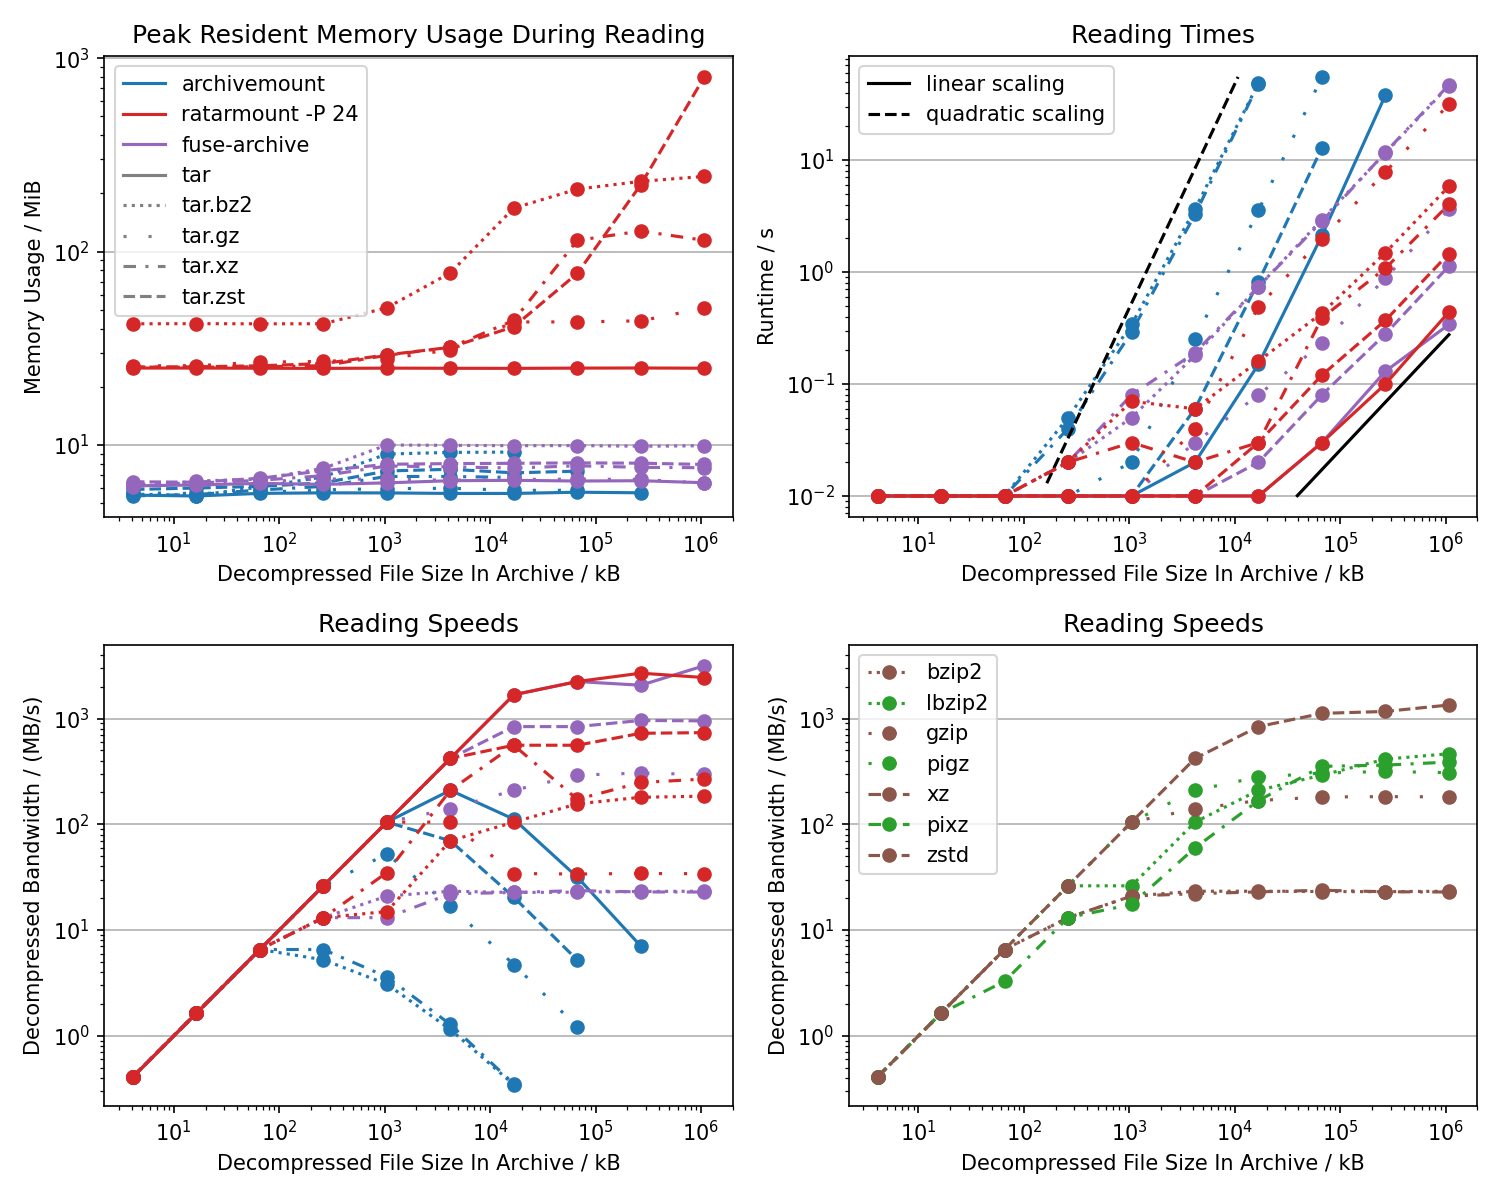 Peak Resident Memory Usage During Reading
10³
10²
10¹
Memory Usage / MiB
archivemount
ratarmount -P 24
fuse-archive
tar
tar.bz2
tar.gz
tar.xz
tar.zst
10¹ 10² 10³ 10⁴ 10⁵ 10⁶
Decompressed File Size In Archive / kB
Reading Times
10¹
10⁰
10⁻¹
10⁻²
Runtime / s
linear scaling
quadratic scaling
10¹ 10² 10³ 10⁴ 10⁵ 10⁶
Decompressed File Size In Archive / kB
Reading Speeds
10³
10²
10¹
10⁰
Decompressed Bandwidth / (MB/s)
10¹ 10² 10³ 10⁴ 10⁵ 10⁶
Decompressed File Size In Archive / kB
Reading Speeds
10³
10²
10¹
10⁰
Decompressed Bandwidth / (MB/s)
bzip2
lbzip2
gzip
pigz
xz
pixz
zstd
10¹ 10² 10³ 10⁴ 10⁵ 10⁶
Decompressed File Size In Archive / kB